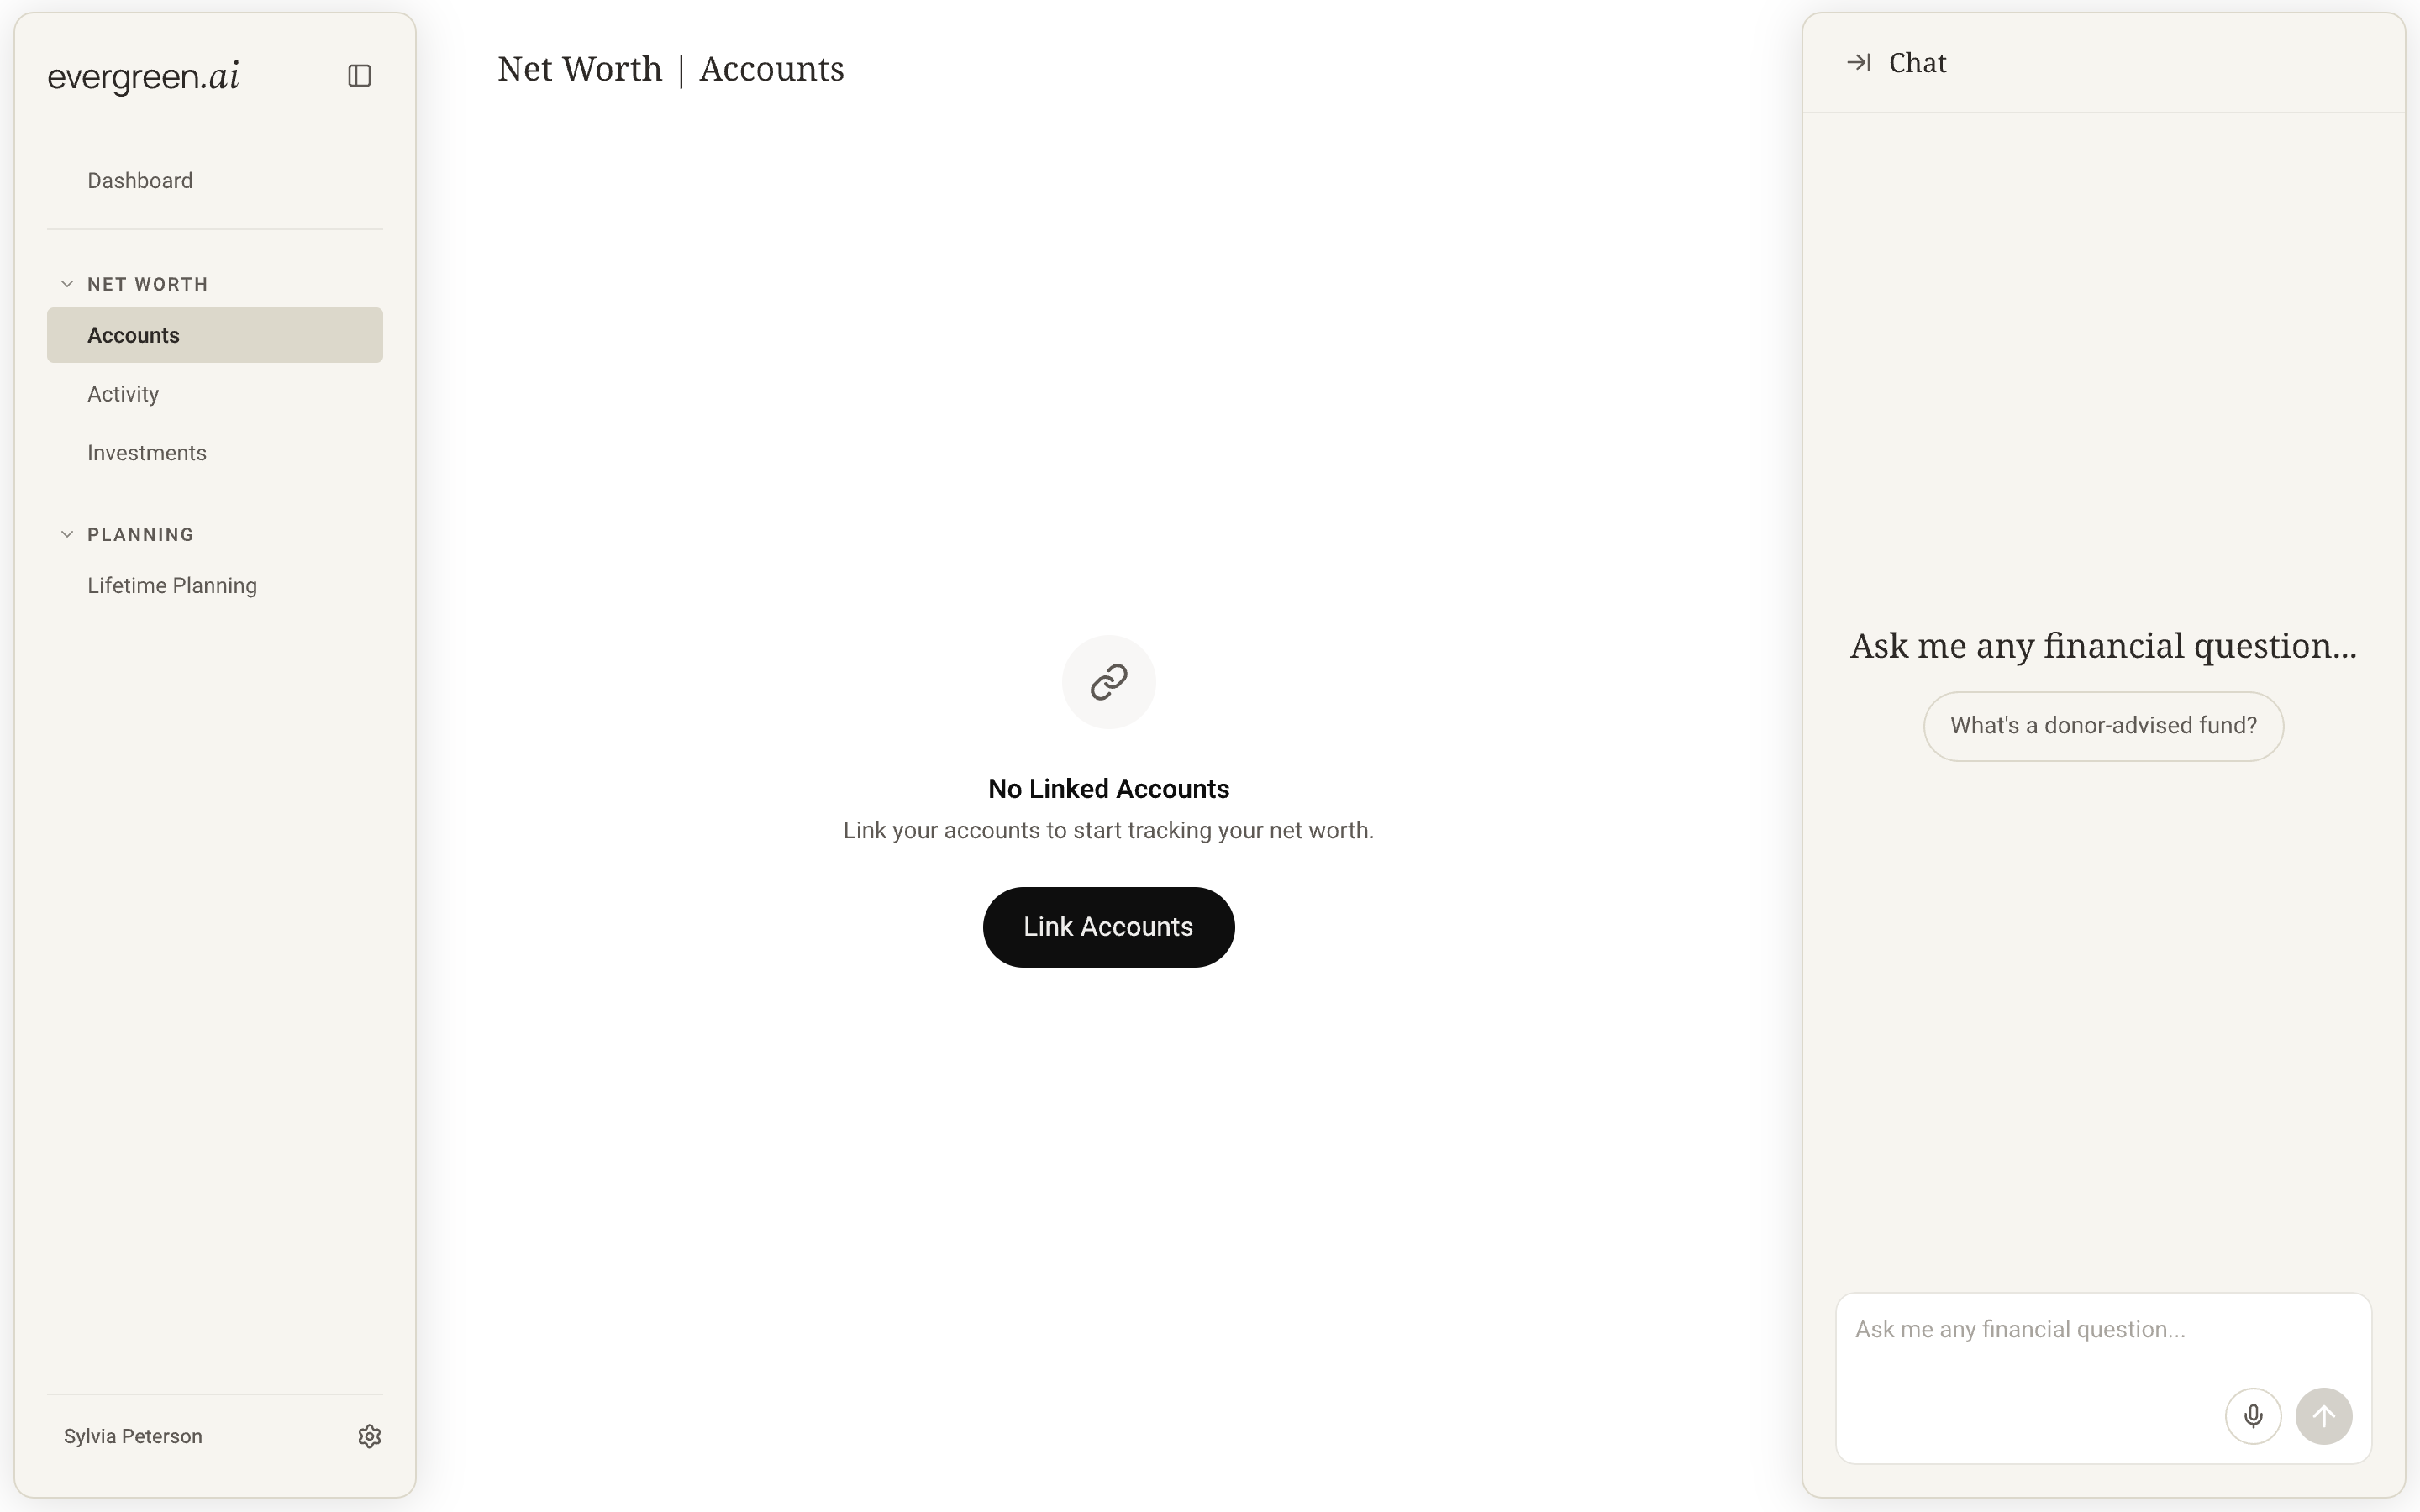 evergreen.ai
Dashboard
NET WORTH
Accounts
Activity
Investments
PLANNING
Lifetime Planning
Sylvia Peterson
Net Worth | Accounts
No Linked Accounts
Link your accounts to start tracking your net worth.
Link Accounts
Chat
Ask me any financial question...
What's a donor-advised fund?
Ask me any financial question...